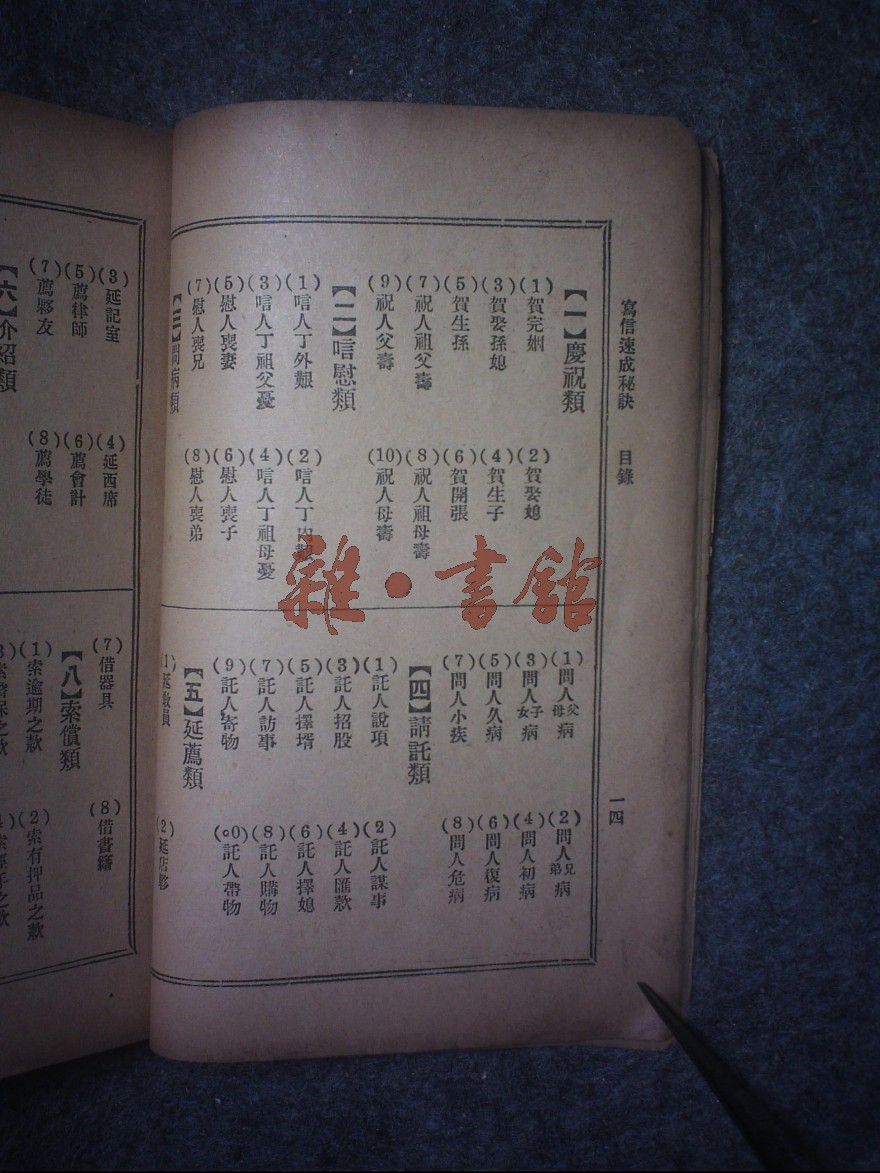 寫信速成秘訣 目錄 一四
【一】慶祝類
(1)賀完姻 (2)賀娶媳
(3)賀娶孫媳 (4)賀生子
(5)賀生孫 (6)賀開張
(7)祝人祖父壽 (8)祝人祖母壽
(9)祝人父壽 (10)祝人母壽
【二】唁慰類
(1)唁人丁外艱 (2)唁人丁內艱
(3)唁人丁祖父憂 (4)唁人丁祖母憂
(5)慰人喪妻 (6)慰人喪子
(7)慰人喪兄 (8)慰人喪弟
【三】問病類
(1)問人父母病 (2)問人兄弟病
(3)問人子女病 (4)問人初病
(5)問人久病 (6)問人復病
(7)問人小疾 (8)問人危病
【四】請託類
(1)託人說項 (2)託人謀事
(3)託人招股 (4)託人匯款
(5)託人擇壻 (6)託人擇媳
(7)託人訪事 (8)託人購物
(9)託人寄物 (○0)託人帶物
【五】延薦類
(1)延教員 (2)延店夥
(3)延記室 (4)延西席
(5)薦律師 (6)薦會計
(7)薦夥友 (8)薦學徒
【六】介紹類
(7)借器具 (8)借書籍
【八】索償類
(1)索逾期之款 (2)索有押品之款
雜·書館